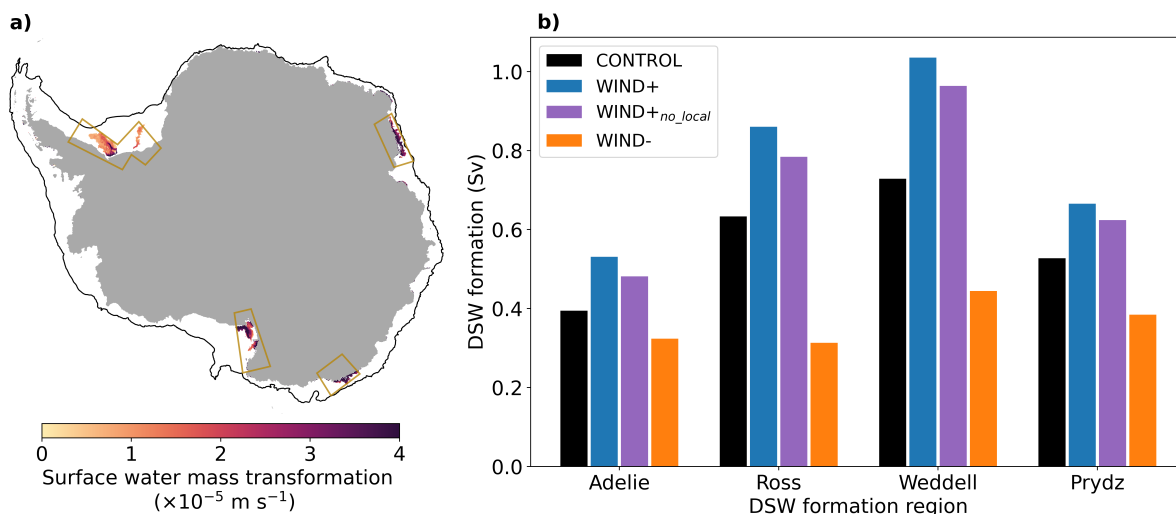 a)
0 1 2 3 4
Surface water mass transformation
(×10⁻⁵ m s⁻¹)
b)
CONTROL
WIND+
WIND+no_local
WIND-
DSW formation (Sv)
1.0
0.8
0.6
0.4
0.2
0.0
Adelie Ross Weddell Prydz
DSW formation region